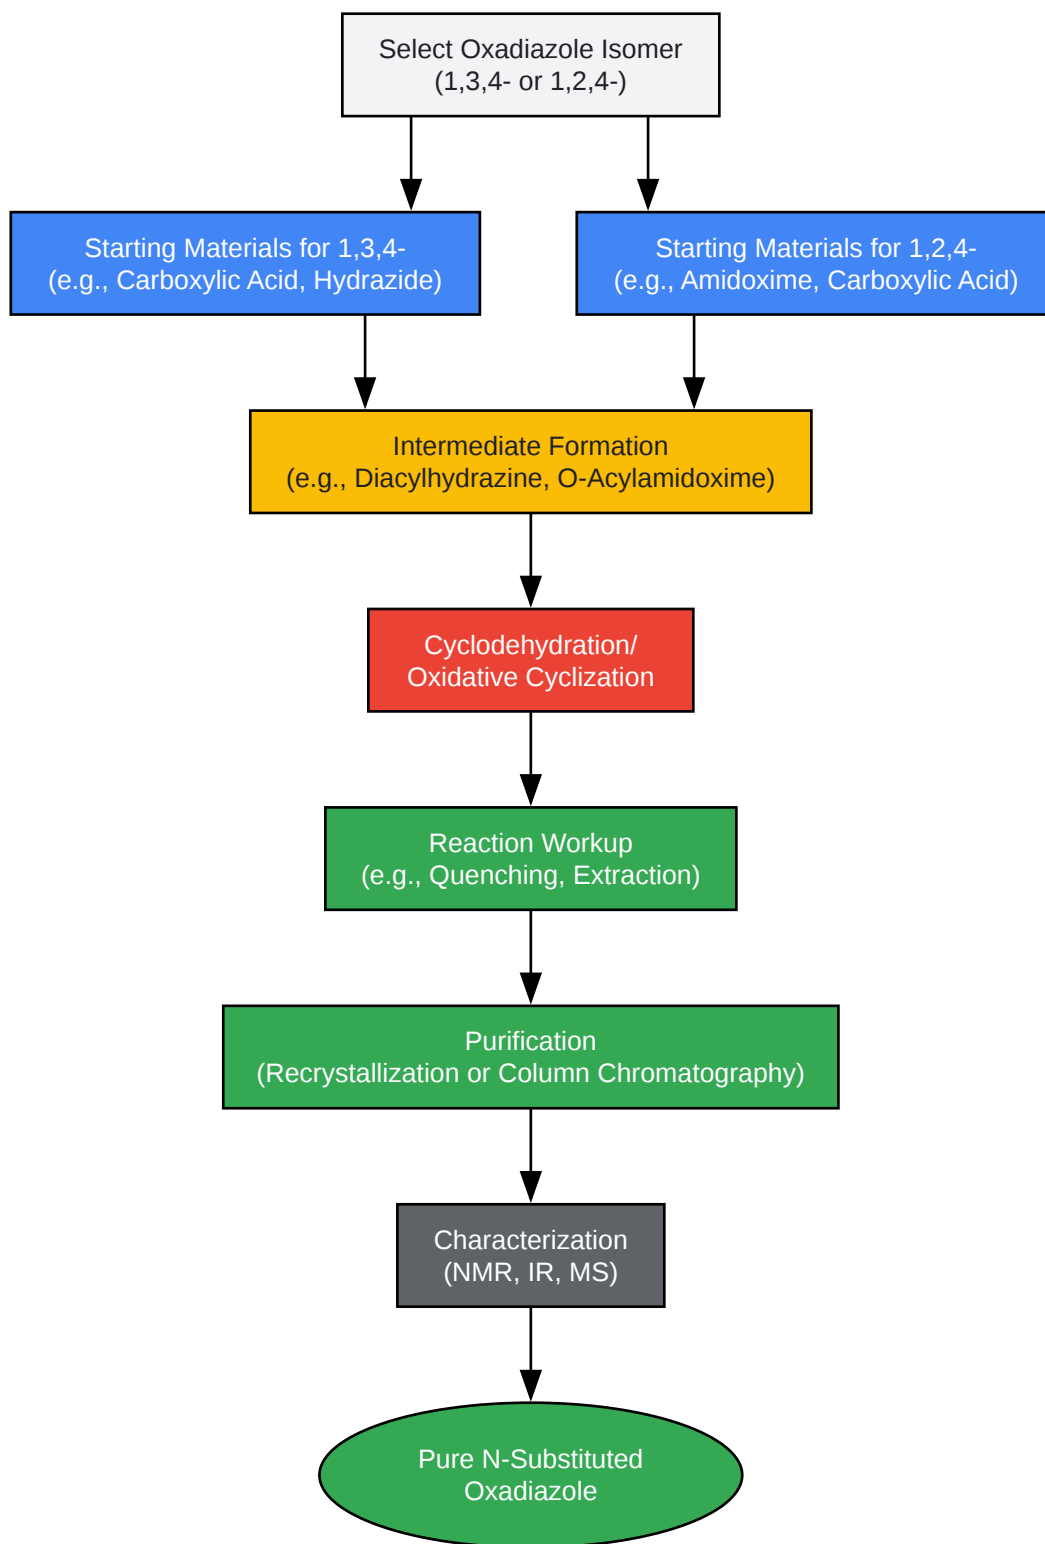 Select Oxadiazole Isomer
(1,3,4- or 1,2,4-)
Starting Materials for 1,3,4-
(e.g., Carboxylic Acid, Hydrazide)
Starting Materials for 1,2,4-
(e.g., Amidoxime, Carboxylic Acid)
Intermediate Formation
(e.g., Diacylhydrazine, O-Acylamidoxime)
Cyclodehydration/
Oxidative Cyclization
Reaction Workup
(e.g., Quenching, Extraction)
Purification
(Recrystallization or Column Chromatography)
Characterization
(NMR, IR, MS)
Pure N-Substituted
Oxadiazole